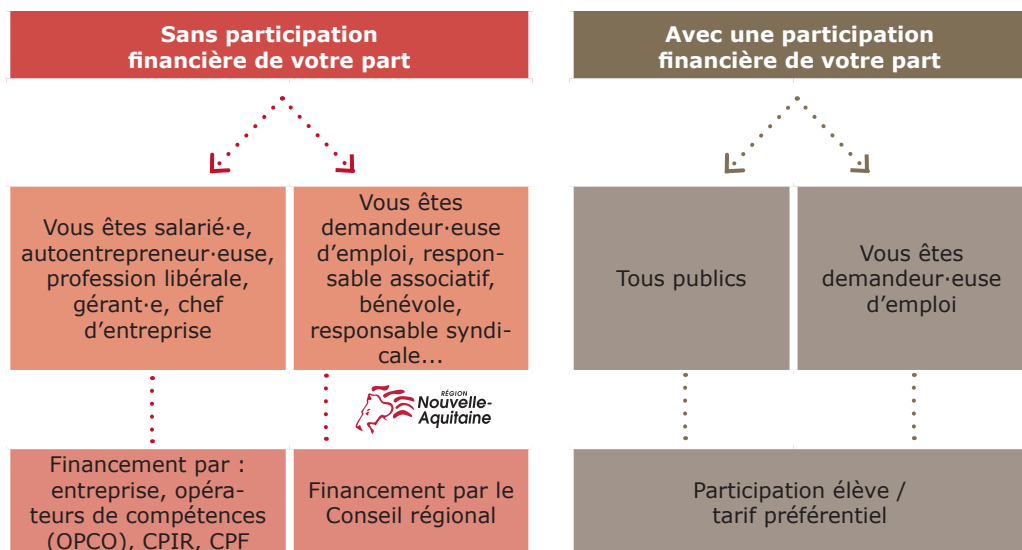 Sans participation
financière de votre part
Vous êtes salarié·e,
autoentrepreneur·euse,
profession libérale,
gérant·e, chef
d'entreprise
Vous êtes
demandeur·euse
d'emploi, respon-
sable associatif,
bénévole,
responsable syndi-
cale...
RÉGION
Nouvelle-
Aquitaine
Financement par :
entreprise, opéra-
teurs de compétences
(OPCO), CPIR, CPF
Financement par le
Conseil régional
Avec une participation
financière de votre part
Tous publics
Vous êtes
demandeur·euse
d'emploi
Participation élève /
tarif préférentiel